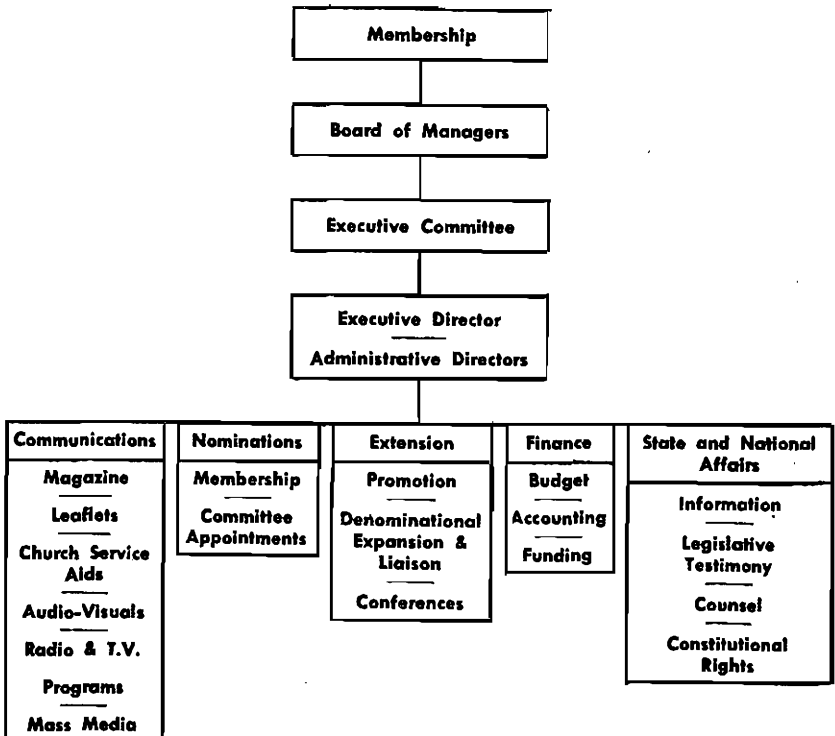 Membership
Board of Managers
Executive Committee
Executive Director
Administrative Directors
Communications
Magazine
Leaflets
Church Service
Aids
Audio-Visuals
Radio & T.V.
Programs
Mass Media
Nominations
Membership
Committee
Appointments
Extension
Promotion
Denominational
Expansion &
Liaison
Conferences
Finance
Budget
Accounting
Funding
State and National
Affairs
Information
Legislative
Testimony
Counsel
Constitutional
Rights